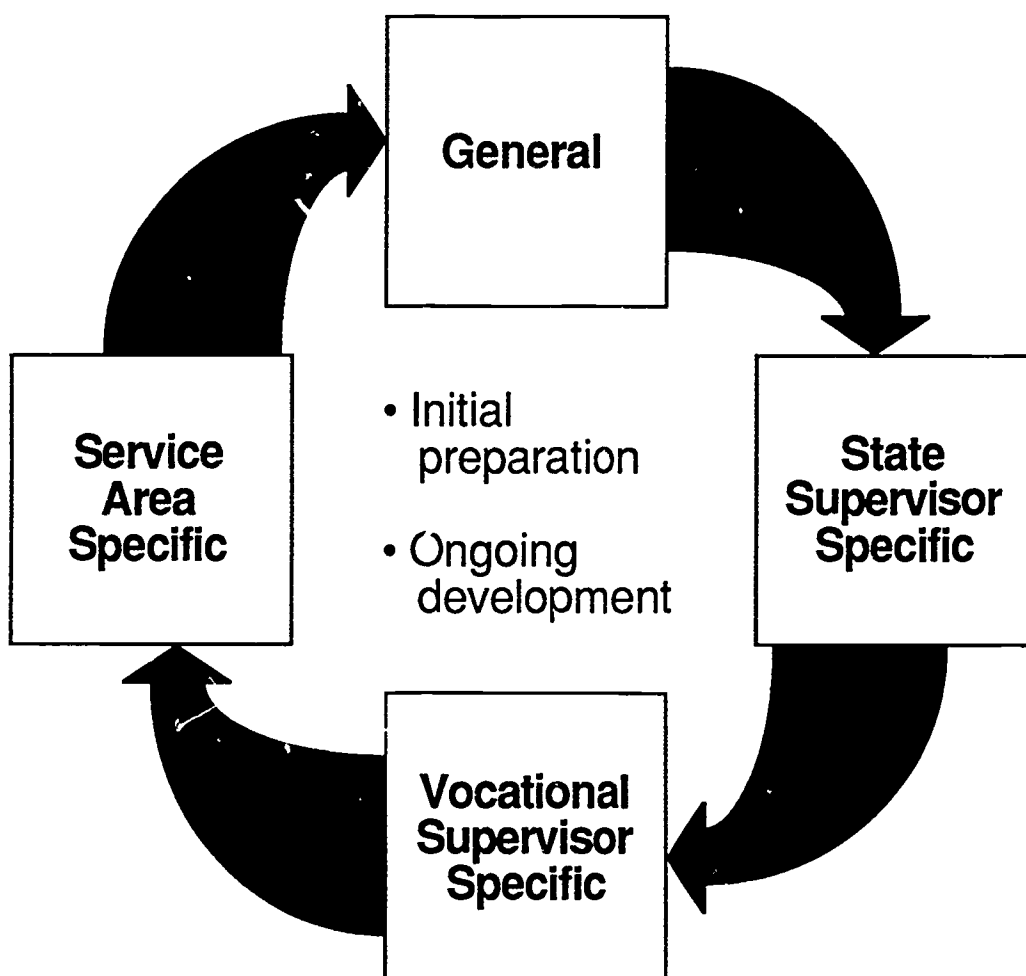 General
Service
Area
Specific
• Initial
preparation
• Ongoing
development
State
Supervisor
Specific
Vocational
Supervisor
Specific